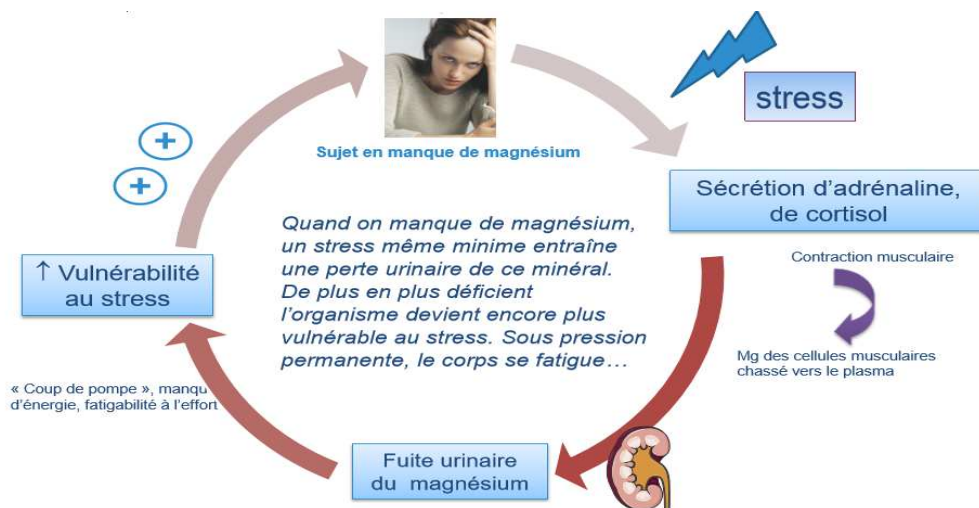 stress
Sujet en manque de magnésium
Sécrétion d’adrénaline,
de cortisol
Contraction musculaire
Mg des cellules musculaires
chassé vers le plasma
Fuite urinaire
du magnésium
« Coup de pompe », manqu
d’énergie, fatigabilité à l’effort
↑ Vulnérabilité
au stress
+
+
Quand on manque de magnésium,
un stress même minime entraîne
une perte urinaire de ce minéral.
De plus en plus déficient
l’organisme devient encore plus
vulnérable au stress. Sous pression
permanente, le corps se fatigue…